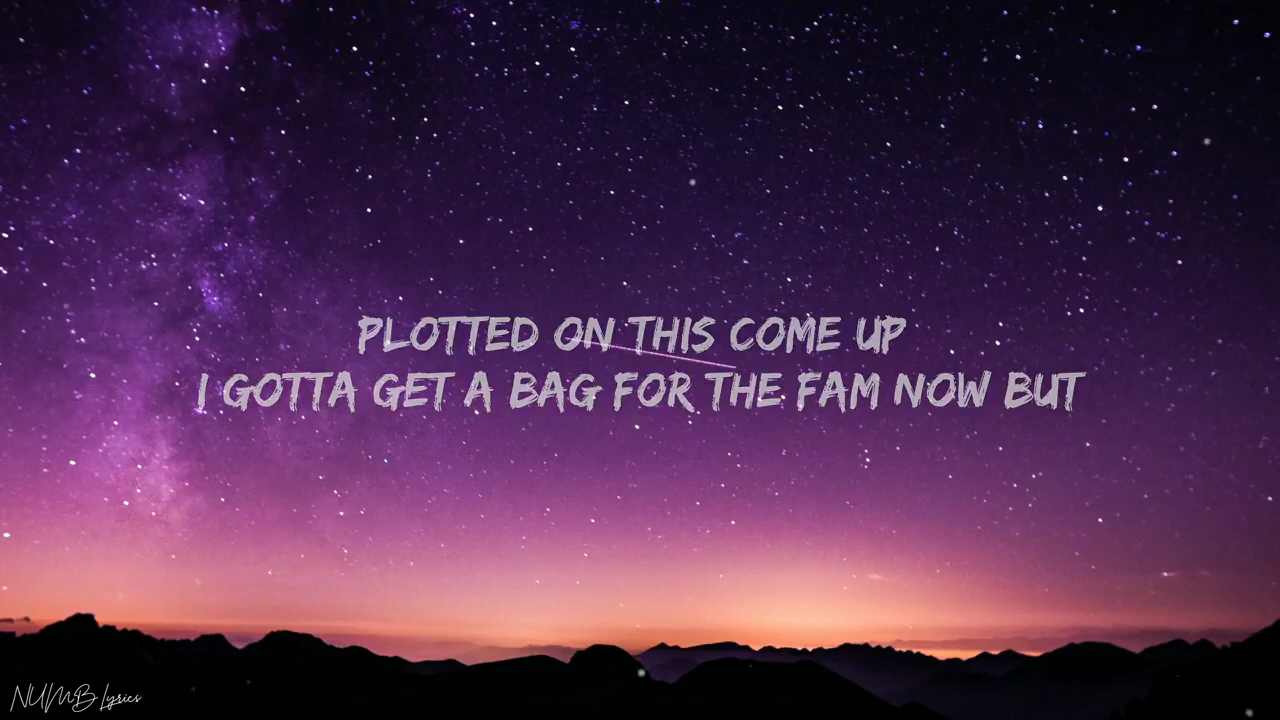 PLOTTED ON THIS COME UP
I GOTTA GET A BAG FOR THE FAM NOW BUT
NUMB Lyrics